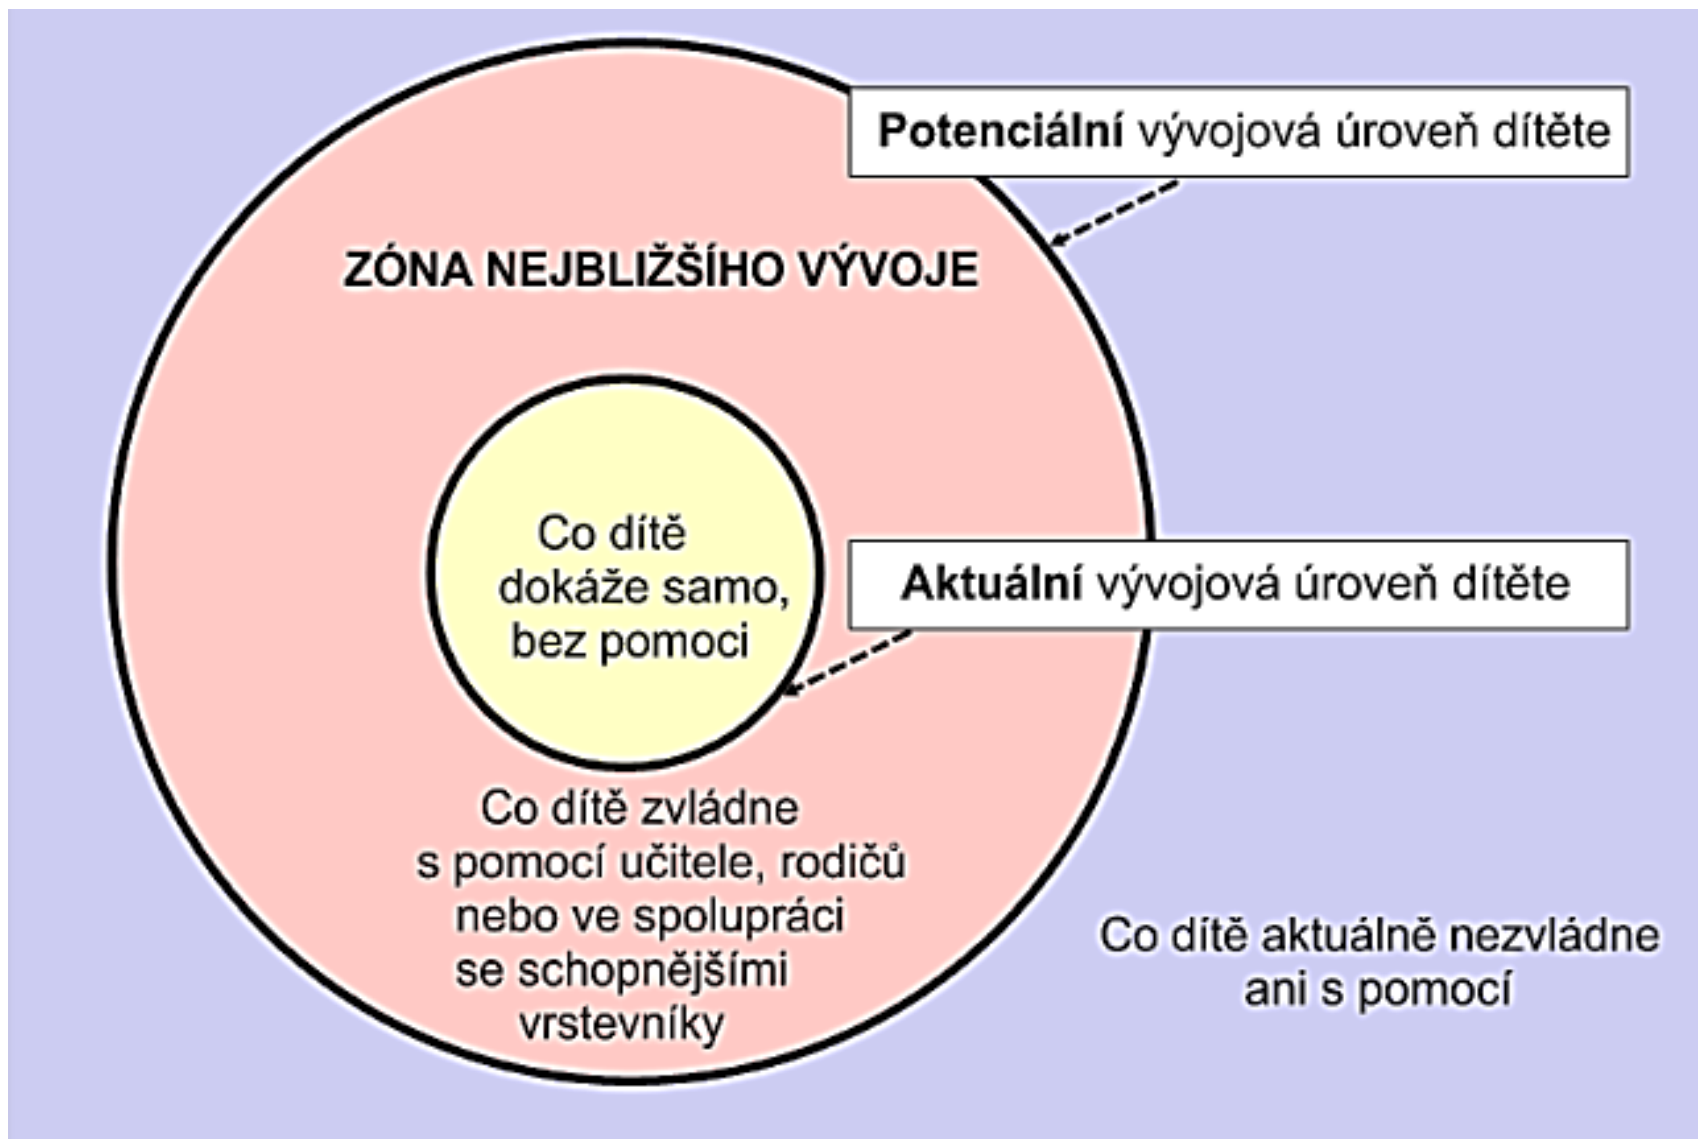 Potenciální vývojová úroveň dítěte
ZÓNA NEJBLIŽŠÍHO VÝVOJE
Co dítě
dokáže samo,
bez pomoci
Aktuální vývojová úroveň dítěte
Co dítě zvládne
s pomocí učitele, rodičů
nebo ve spolupráci
se schopnějšími
vrstevníky
Co dítě aktuálně nezvládne
ani s pomocí